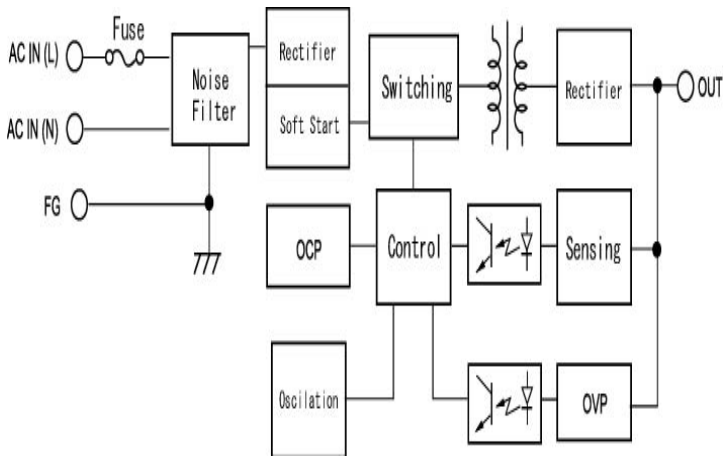 Fuse
AC IN (L)
Noise
Filter
Rectifier
Soft Start
Switching
Rectifier
OUT
AC IN (N)
FG
OCP
Control
Sensing
Oscilation
OVP